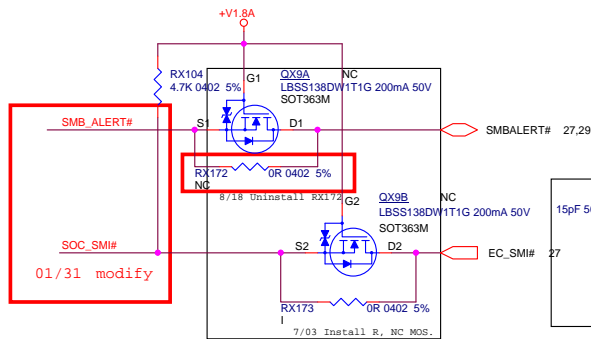 +V1.8A
RX104
4.7K 0402 5%
G1
QX9A
NC
LBSS138DW1T1G 200mA 50V
SOT363M
SMB_ALERT#
S1
D1
SMBALERT#
27,29
RX172
0R 0402 5%
NC
8/18 Uninstall RX172
G2
QX9B
NC
LBSS138DW1T1G 200mA 50V
SOT363M
15pF 50
SOC_SMI#
S2
D2
EC_SMI#
27
01/31 modify
RX173
0R 0402 5%
I
7/03 Install R, NC MOS.